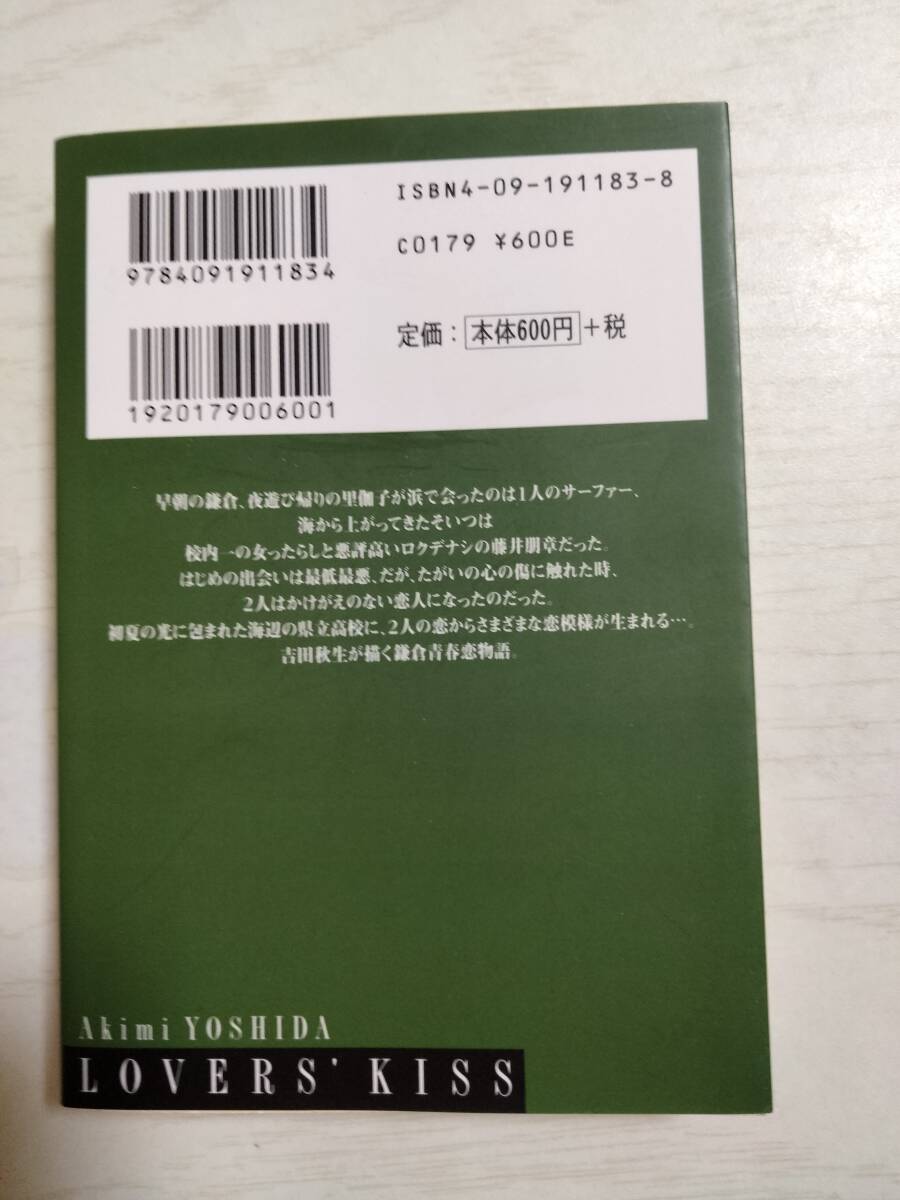 ISBN4-09-191183-8
9784091911834
C0179 ¥600E
定価：本体600円+税
1920179006001
早朝の鎌倉、夜遊び帰りの里伽子が浜で会ったのは1人のサーファー、
海から上がってきたそいつは
校内一の女ったらしと悪評高いロクデナシの藤井朋章だった。
はじめの出会いは最低最悪、だが、たがいの心の傷に触れた時、
2人はかけがえのない恋人になったのだった。
初夏の光に包まれた海辺の県立高校に、2人の恋からさまざまな恋模様が生まれる…。
吉田秋生が描く鎌倉青春恋物語。
Akimi YOSHIDA
LOVERS' KISS